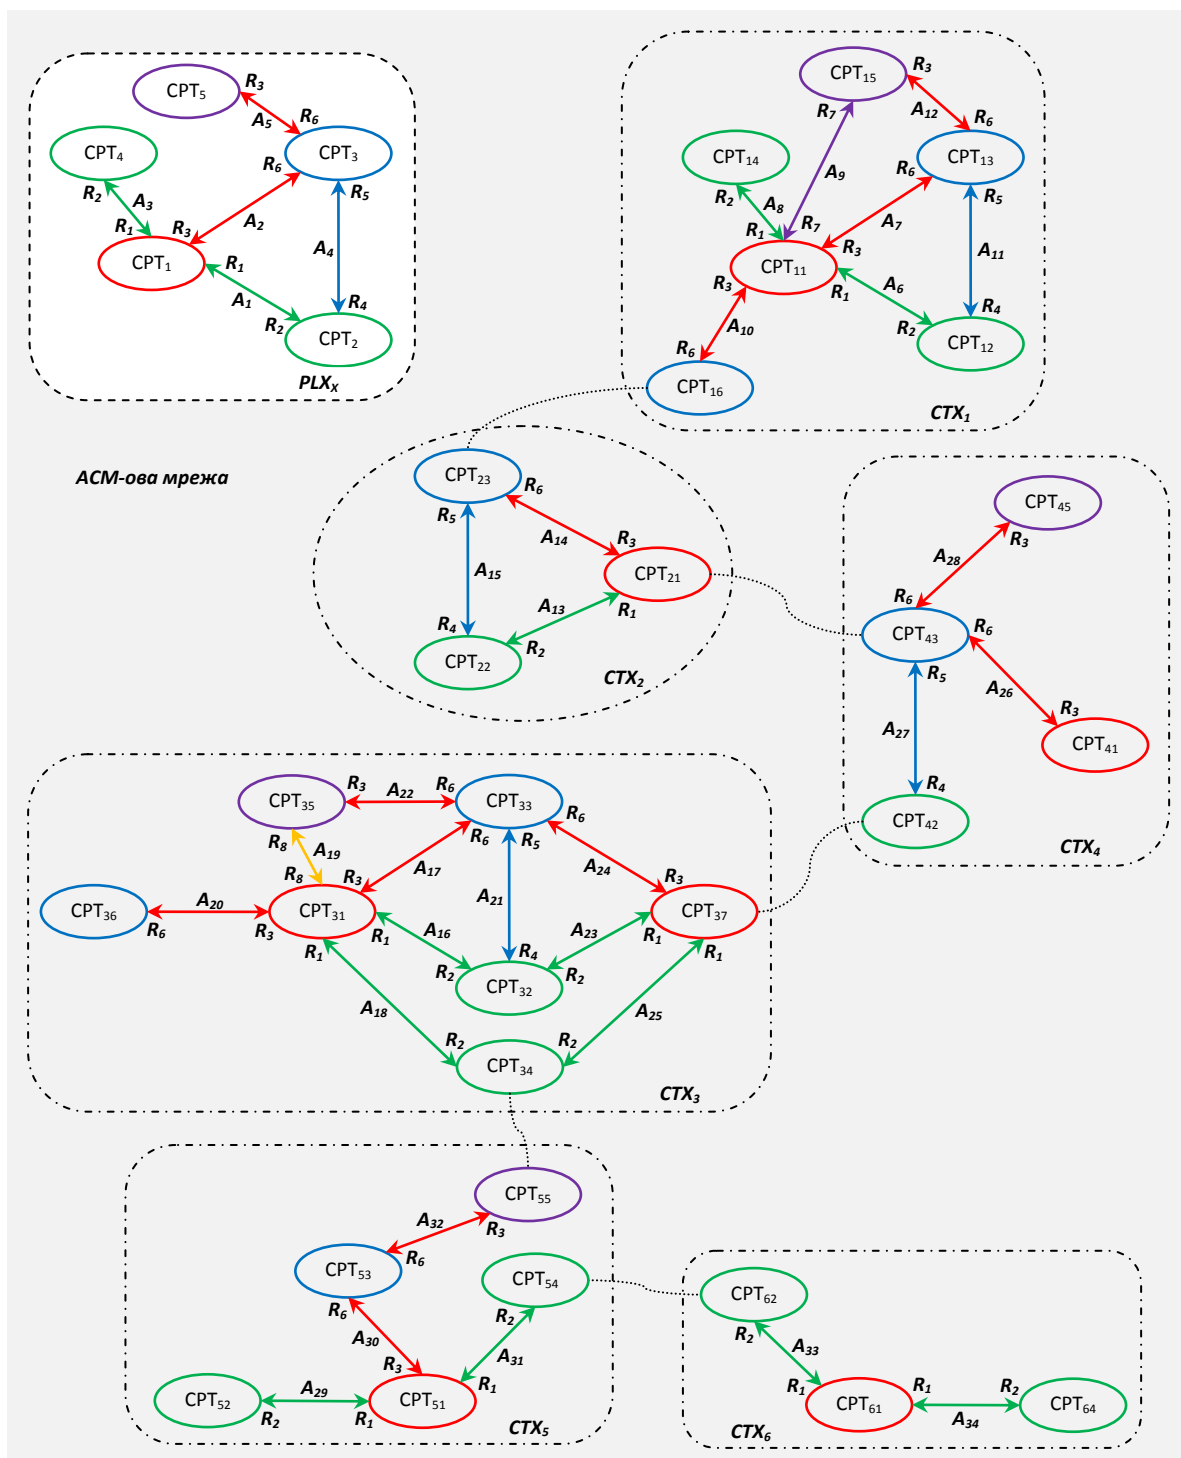 CPT5
R3
A5
R6
CPT4
CPT3
R6
R2
A3
R5
R1
R3
A2
CPT1
R1
A4
A1
R4
R2
CPT2
PLXX
CPT15
R3
A12
R7
R6
CPT14
CPT13
A9
R6
R2
A8
R5
R1
R7
A7
R3
CPT11
A11
R3
R1
A6
R4
A10
R2
CPT12
R6
CPT16
CTX1
АСМ-ова мрежа
CPT23
R6
R5
A14
R3
A15
CPT21
A13
R1
R4
R2
CPT22
CTX2
CPT45
R3
A28
R6
CPT43
R6
R5
A26
R3
A27
CPT41
R4
CPT42
CTX4
R3
A22
R6
CPT35
CPT33
R6
R8
A19
R6
R5
R8
R3
A17
A24
R3
A20
A21
CPT36
CPT31
CPT37
R6
R3
R1
A16
A23
R1
R1
R4
R1
R2
R2
CPT32
A18
A25
R2
R2
CPT34
CTX3
CPT55
A32
R3
R6
CPT53
CPT54
R6
R2
A30
A31
R3
A29
R1
CPT52
CPT51
R2
R1
CTX5
CPT62
R2
A33
R1
R1
R2
CPT61
CPT64
A34
CTX6